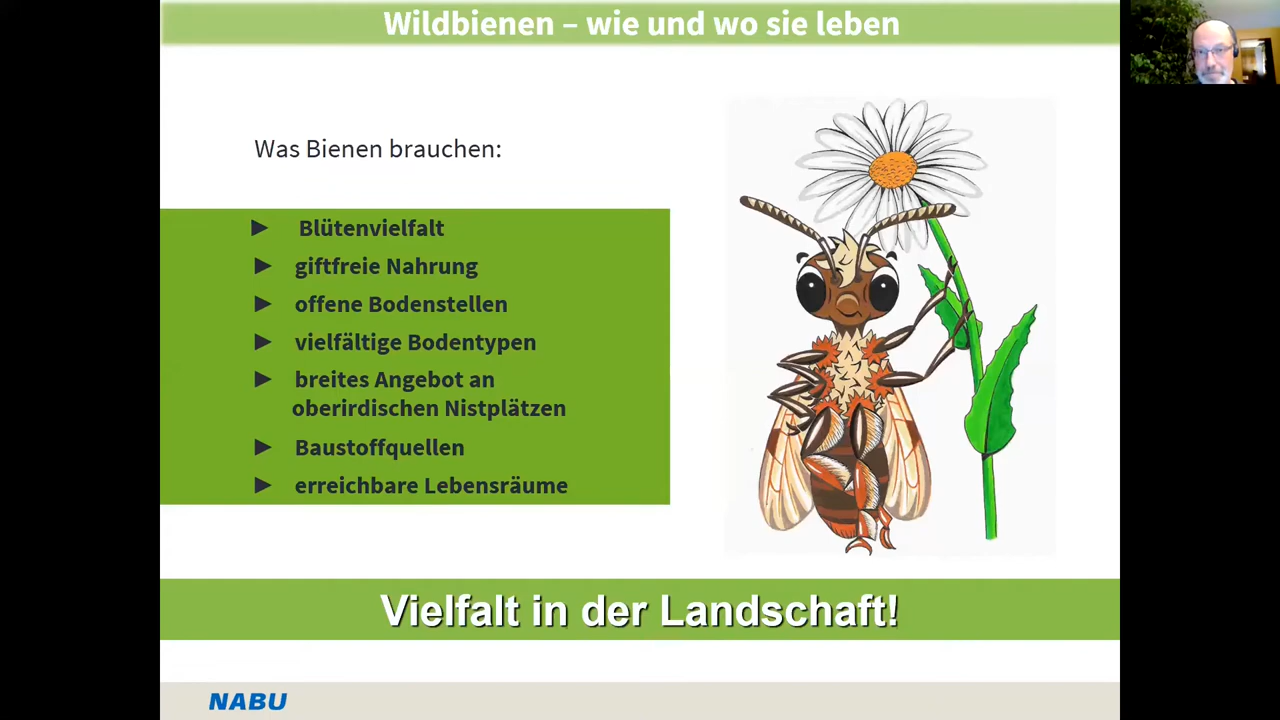 Wildbienen – wie und wo sie leben
Was Bienen brauchen:
► Blütenvielfalt
► giftfreie Nahrung
► offene Bodenstellen
► vielfältige Bodentypen
► breites Angebot an
oberirdischen Nistplätzen
► Baustoffquellen
► erreichbare Lebensräume
Vielfalt in der Landschaft!
NABU